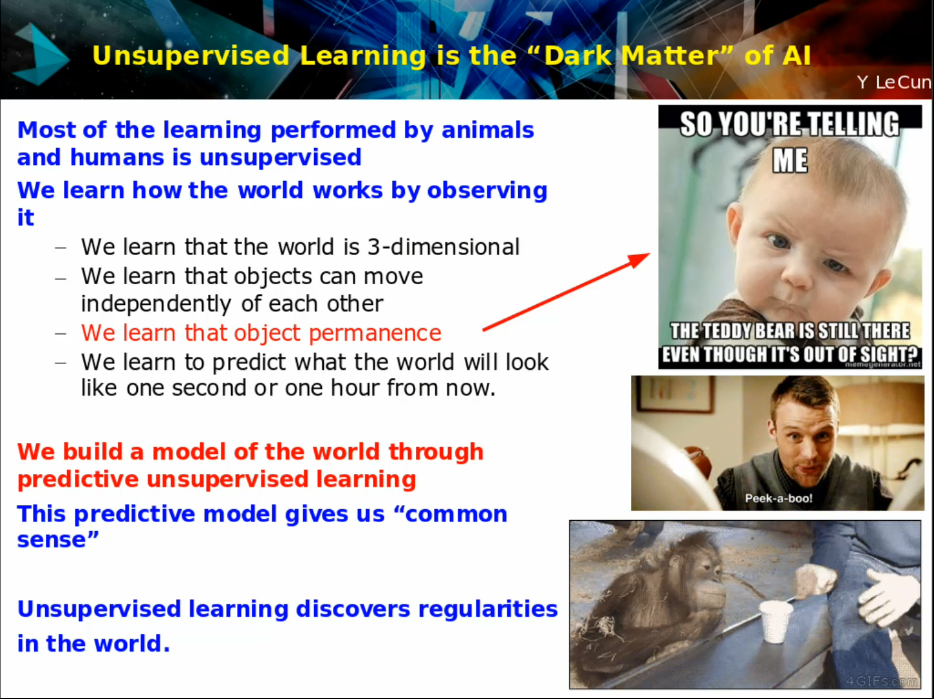 Unsupervised Learning is the “Dark Matter” of AI
Y LeCun
Most of the learning performed by animals
and humans is unsupervised
We learn how the world works by observing
it
– We learn that the world is 3-dimensional
– We learn that objects can move
independently of each other
– We learn that object permanence
– We learn to predict what the world will look
like one second or one hour from now.
We build a model of the world through
predictive unsupervised learning
This predictive model gives us “common
sense”
Unsupervised learning discovers regularities
in the world.
SO YOU'RE TELLING
ME
THE TEDDY BEAR IS STILL THERE
EVEN THOUGH IT'S OUT OF SIGHT?
memegenerator.net
Peek-a-boo!
4GIFs.com